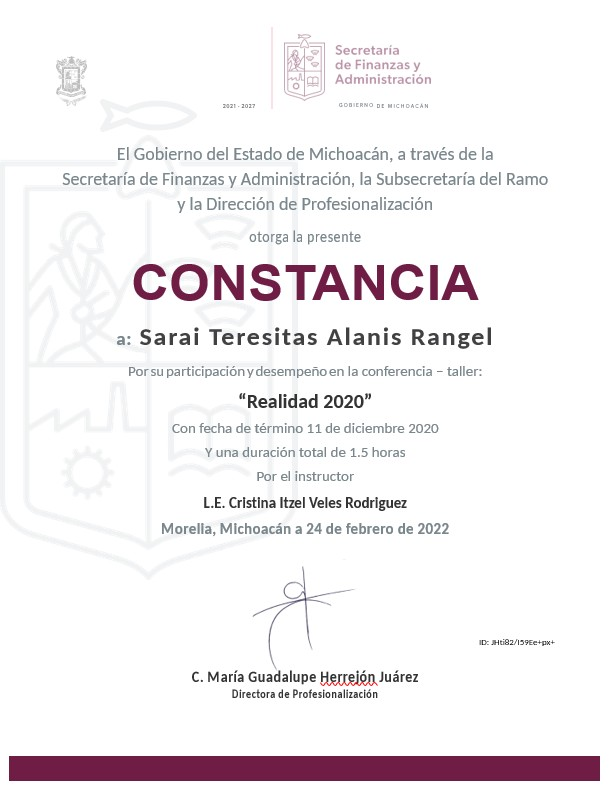 Secretaría
de Finanzas y
Administración
2021 - 2027
GOBIERNO DE MICHOACÁN
El Gobierno del Estado de Michoacán, a través de la
Secretaría de Finanzas y Administración, la Subsecretaría del Ramo
y la Dirección de Profesionalización
otorga la presente
CONSTANCIA
a: Sarai Teresitas Alanis Rangel
Por su participación y desempeño en la conferencia – taller:
“Realidad 2020”
Con fecha de término 11 de diciembre 2020
Y una duración total de 1.5 horas
Por el instructor
L.E. Cristina Itzel Veles Rodriguez
Morelia, Michoacán a 24 de febrero de 2022
ID: JHti82/I59Ee+px+
C. María Guadalupe Herrejón Juárez
Directora de Profesionalización